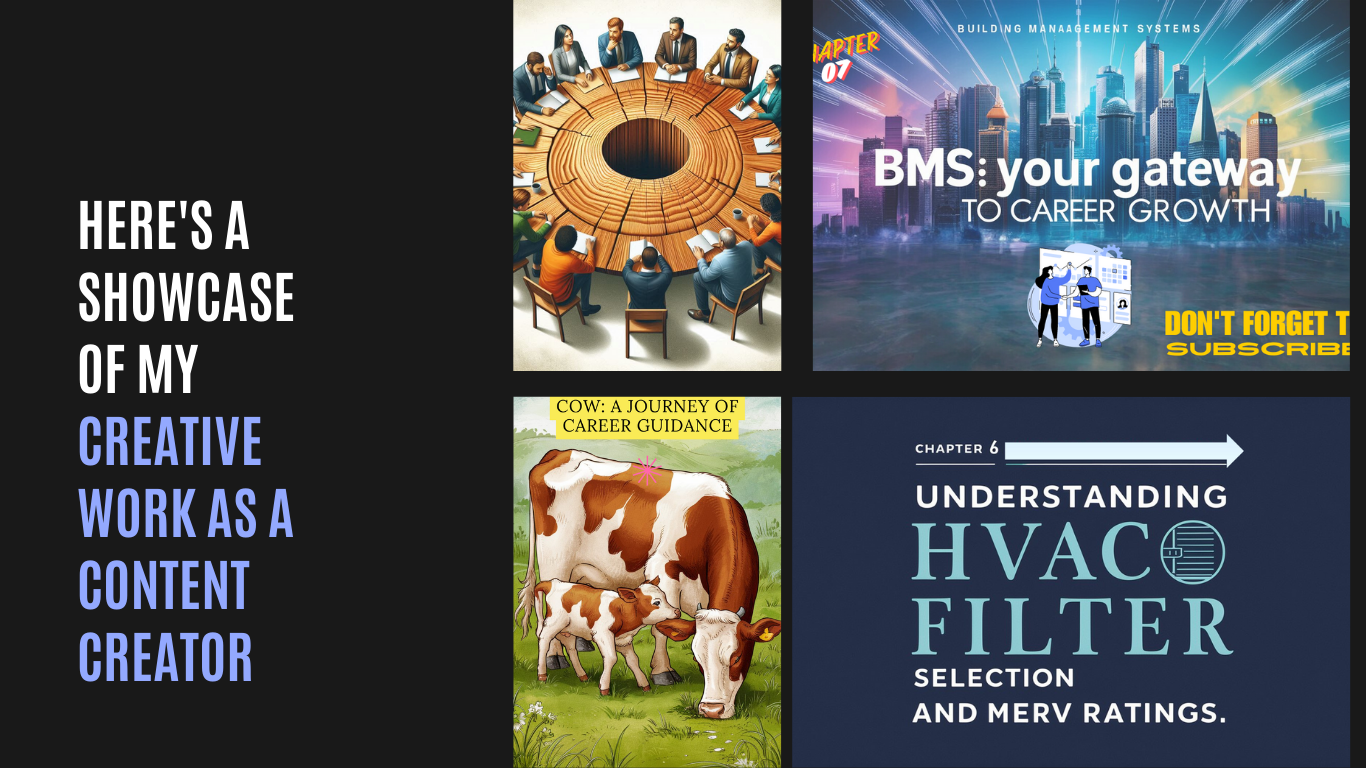 HERE'S A
SHOWCASE
OF MY
CREATIVE
WORK AS A
CONTENT
CREATOR
BUILDING MANAAGEMENT SYSTEMS
HAPTER
07
BMS: your gateway
TO CAREER GROWTH
DON'T FORGET T
SUBSCRIBE
COW: A JOURNEY OF
CAREER GUIDANCE
CHAPTER 6
UNDERSTANDING
HVAC
FILTER
SELECTION
AND MERV RATINGS.